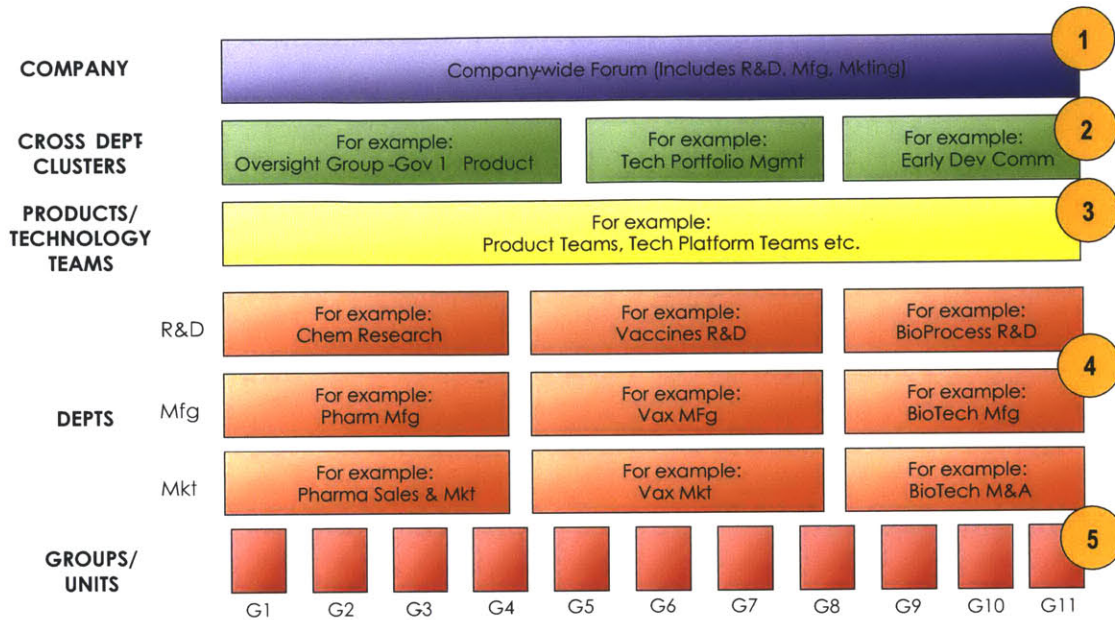 1
COMPANY
Company-wide Forum (Includes R&D, Mfg, Mkting)
2
CROSS DEPT
CLUSTERS
For example:
Oversight Group -Gov 1 Product
For example:
Tech Portfolio Mgmt
For example:
Early Dev Comm
3
PRODUCTS/
TECHNOLOGY
TEAMS
For example:
Product Teams, Tech Platform Teams etc.
DEPTS
R&D
For example:
Chem Research
For example:
Vaccines R&D
For example:
BioProcess R&D
4
Mfg
For example:
Pharm Mfg
For example:
Vax MFg
For example:
BioTech Mfg
Mkt
For example:
Pharma Sales & Mkt
For example:
Vax Mkt
For example:
BioTech M&A
5
GROUPS/
UNITS
G1 G2 G3 G4 G5 G6 G7 G8 G9 G10 G11